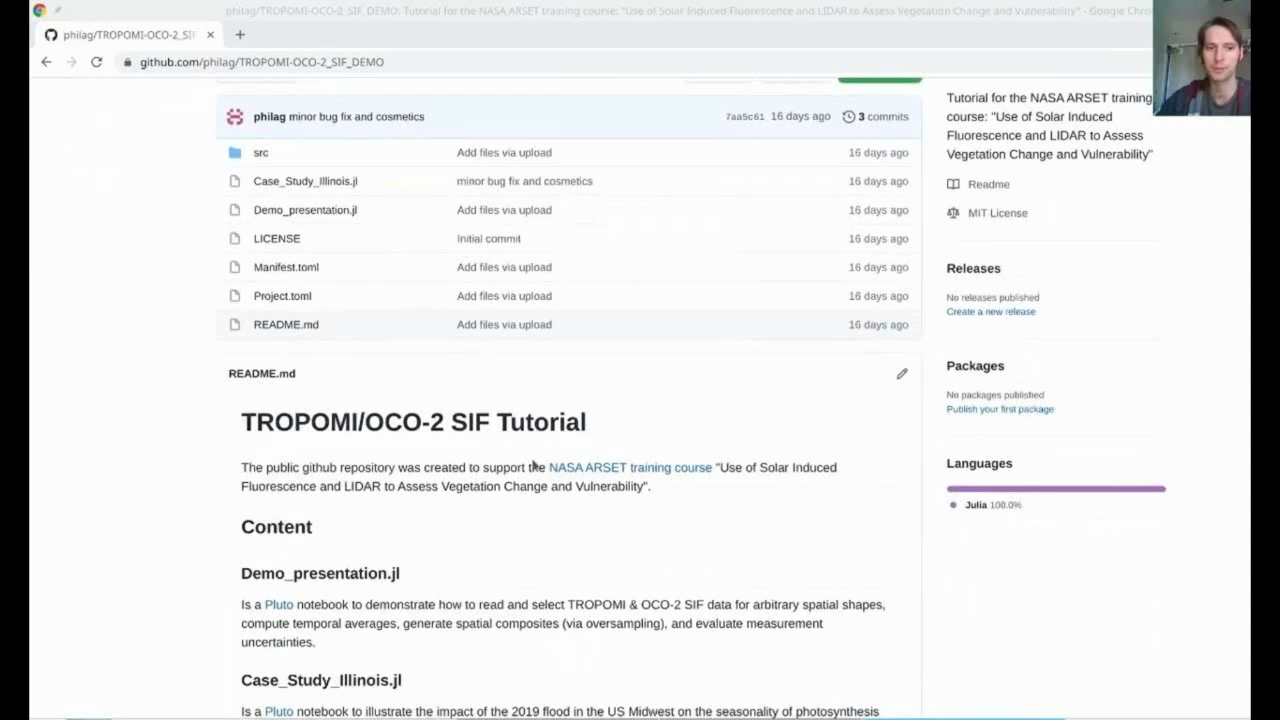 philag/TROPOMI-OCO-2_SIF_DEMO: Tutorial for the NASA ARSET training course: "Use of Solar Induced Fluorescence and LIDAR to Assess Vegetation Change and Vulnerability" - Google Chro
philag/TROPOMI-OCO-2_SIF
github.com/philag/TROPOMI-OCO-2_SIF_DEMO
philag minor bug fix and cosmetics 7aa5c61 16 days ago 3 commits
src Add files via upload 16 days ago
Case_Study_Illinois.jl minor bug fix and cosmetics 16 days ago
Demo_presentation.jl Add files via upload 16 days ago
LICENSE Initial commit 16 days ago
Manifest.toml Add files via upload 16 days ago
Project.toml Add files via upload 16 days ago
README.md Add files via upload 16 days ago
README.md
TROPOMI/OCO-2 SIF Tutorial
The public github repository was created to support the NASA ARSET training course "Use of Solar Induced
Fluorescence and LIDAR to Assess Vegetation Change and Vulnerability".
Content
Demo_presentation.jl
Is a Pluto notebook to demonstrate how to read and select TROPOMI & OCO-2 SIF data for arbitrary spatial shapes,
compute temporal averages, generate spatial composites (via oversampling), and evaluate measurement
uncertainties.
Case_Study_Illinois.jl
Is a Pluto notebook to illustrate the impact of the 2019 flood in the US Midwest on the seasonality of photosynthesis
Tutorial for the NASA ARSET training
course: "Use of Solar Induced
Fluorescence and LIDAR to Assess
Vegetation Change and Vulnerability"
Readme
MIT License
Releases
No releases published
Create a new release
Packages
No packages published
Publish your first package
Languages
Julia 100.0%